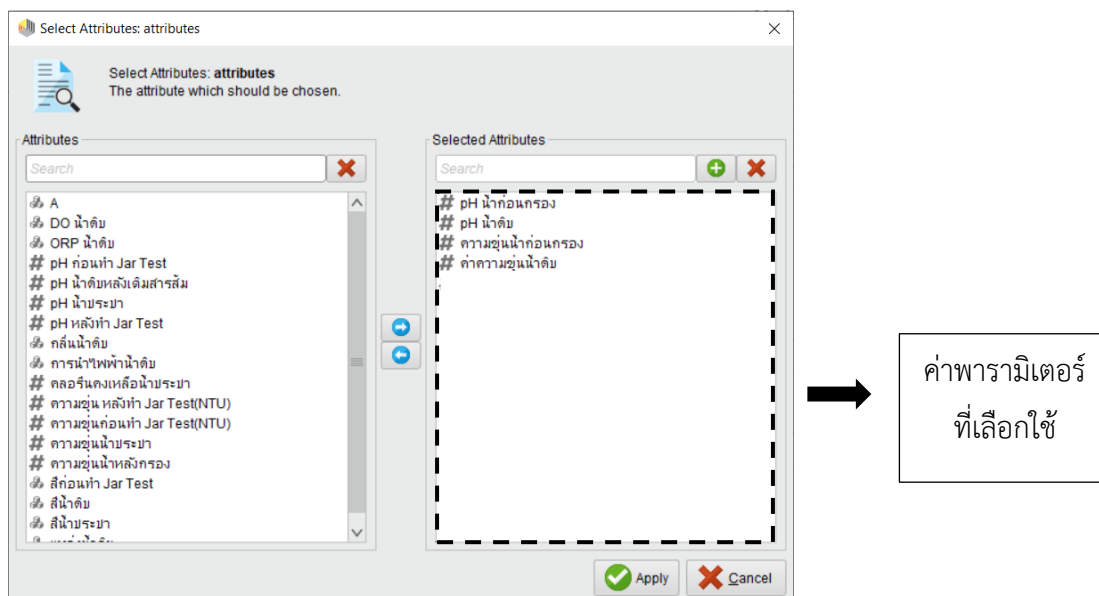 Select Attributes: attributes
Select Attributes: attributes
The attribute which should be chosen.
Attributes
Search
A
DO น้ำดิบ
ORP น้ำดิบ
pH ก่อนทำ Jar Test
pH น้ำดิบหลังเติมสารส้ม
pH น้ำประปา
pH หลังทำ Jar Test
กลิ่นน้ำดิบ
การนำไฟฟ้าน้ำดิบ
คลอรีนคงเหลือน้ำประปา
ความขุ่น หลังทำ Jar Test(NTU)
ความขุ่นก่อนทำ Jar Test(NTU)
ความขุ่นน้ำประปา
ความขุ่นน้ำหลังกรอง
สีก่อนทำ Jar Test
สีน้ำดิบ
สีน้ำประปา
Selected Attributes
Search
pH น้ำก่อนกรอง
pH น้ำดิบ
ความขุ่นน้ำก่อนกรอง
ค่าความขุ่นน้ำดิบ
Apply
Cancel
ค่าพารามิเตอร์
ที่เลือกใช้